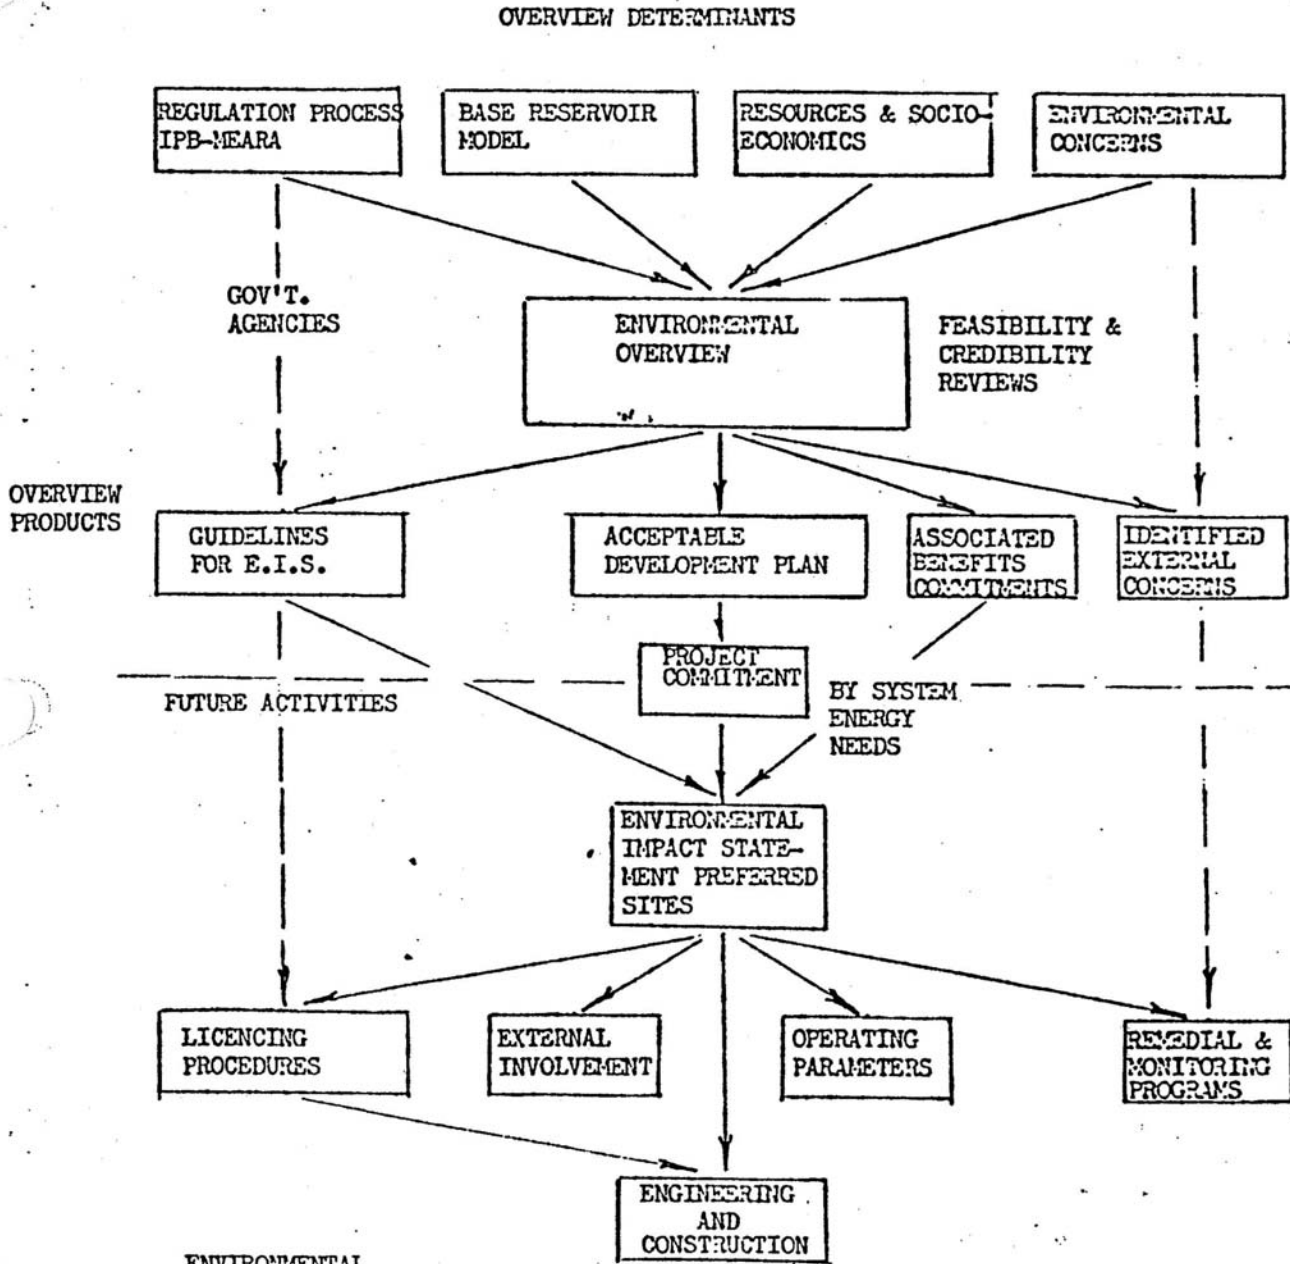 OVERVIEW DETERMINANTS
REGULATION PROCESS
IPB-MEARA
BASE RESERVOIR
MODEL
RESOURCES & SOCIO-
ECONOMICS
ENVIRONMENTAL
CONCERNS
GOV'T.
AGENCIES
ENVIRONMENTAL
OVERVIEW
FEASIBILITY &
CREDIBILITY
REVIEWS
OVERVIEW
PRODUCTS
GUIDELINES
FOR E.I.S.
ACCEPTABLE
DEVELOPMENT PLAN
ASSOCIATED
BENEFITS
COMMITMENTS
IDENTIFIED
EXTERNAL
CONCERNS
PROJECT
COMMITMENT
FUTURE ACTIVITIES
BY SYSTEM
ENERGY
NEEDS
ENVIRONMENTAL
IMPACT STATE-
MENT PREFERRED
SITES
LICENCING
PROCEDURES
EXTERNAL
INVOLVEMENT
OPERATING
PARAMETERS
REMEDIAL &
MONITORING
PROGRAMS
ENGINEERING
AND
CONSTRUCTION
ENVIRONMENTAL